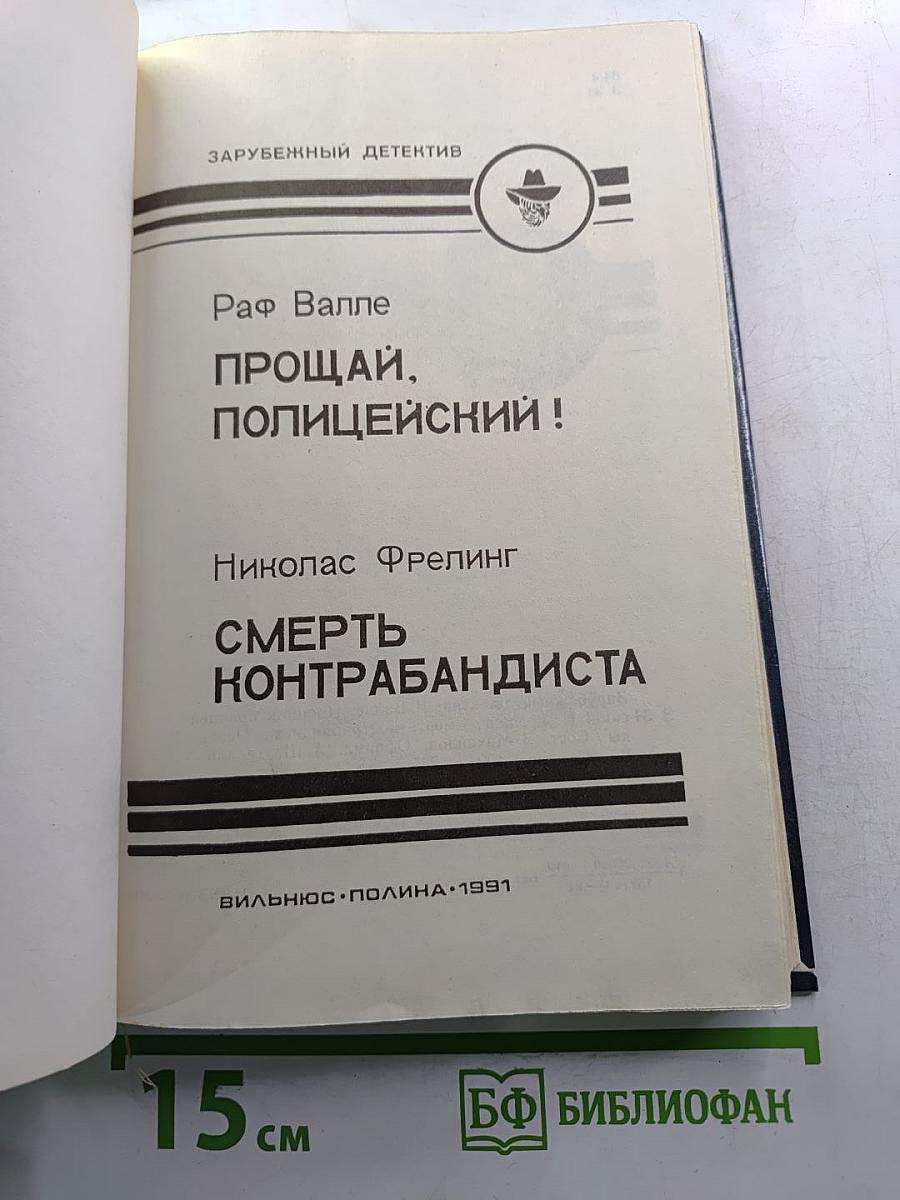 ЗАРУБЕЖНЫЙ ДЕТЕКТИВ
Раф Валле
ПРОЩАЙ,
ПОЛИЦЕЙСКИЙ!
Николас Фрелинг
СМЕРТЬ
КОНТРАБАНДИСТА
ВИЛЬНЮС•ПОЛИНА•1991
15 см
БФ БИБЛИОФАН